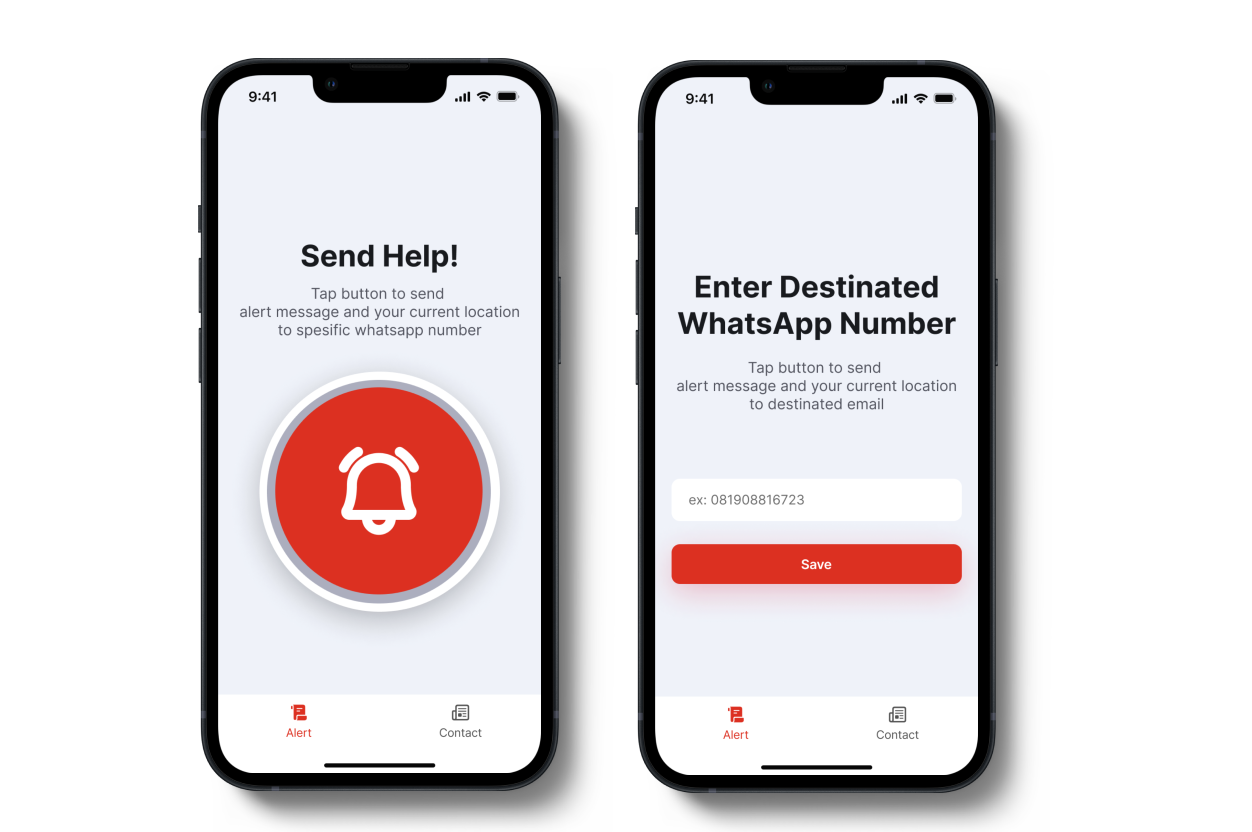 9:41
Send Help!
Tap button to send
alert message and your current location
to spesific whatsapp number
Alert
Contact
9:41
Enter Destinated
WhatsApp Number
Tap button to send
alert message and your current location
to destinated email
ex: 081908816723
Save
Alert
Contact